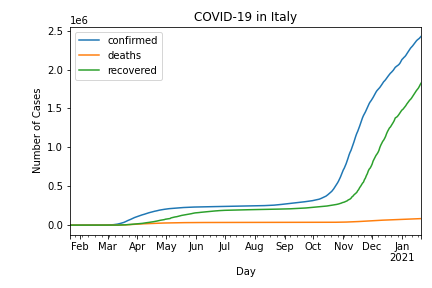 COVID-19 in Italy
1e6
confirmed
deaths
recovered
2.5
2.0
1.5
1.0
0.5
0.0
Number of Cases
Feb Mar Apr May Jun Jul Aug Sep Oct Nov Dec Jan
2021
Day